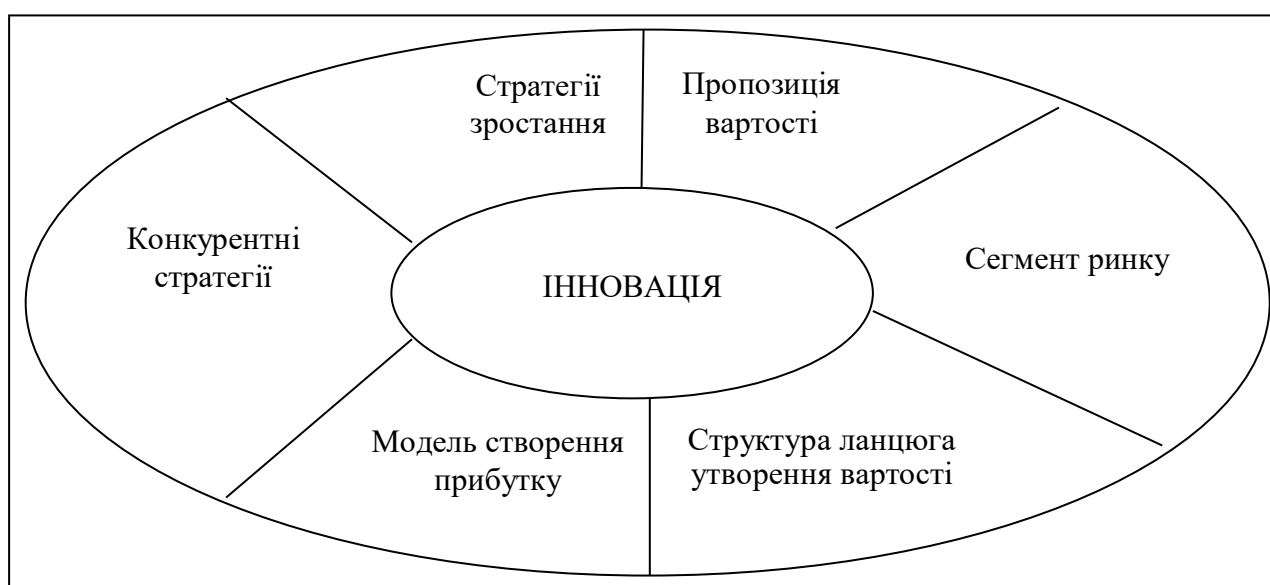 Стратегії
зростання
Пропозиція
вартості
Конкурентні
стратегії
ІННОВАЦІЯ
Сегмент ринку
Модель створення
прибутку
Структура ланцюга
утворення вартості